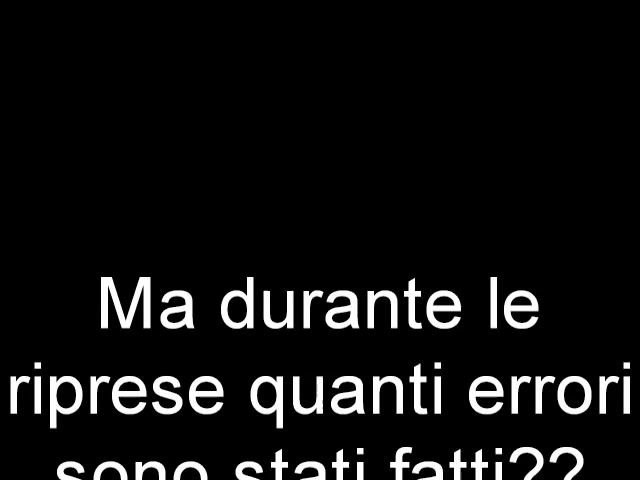 Ma durante le
riprese quanti errori
sono stati fatti??